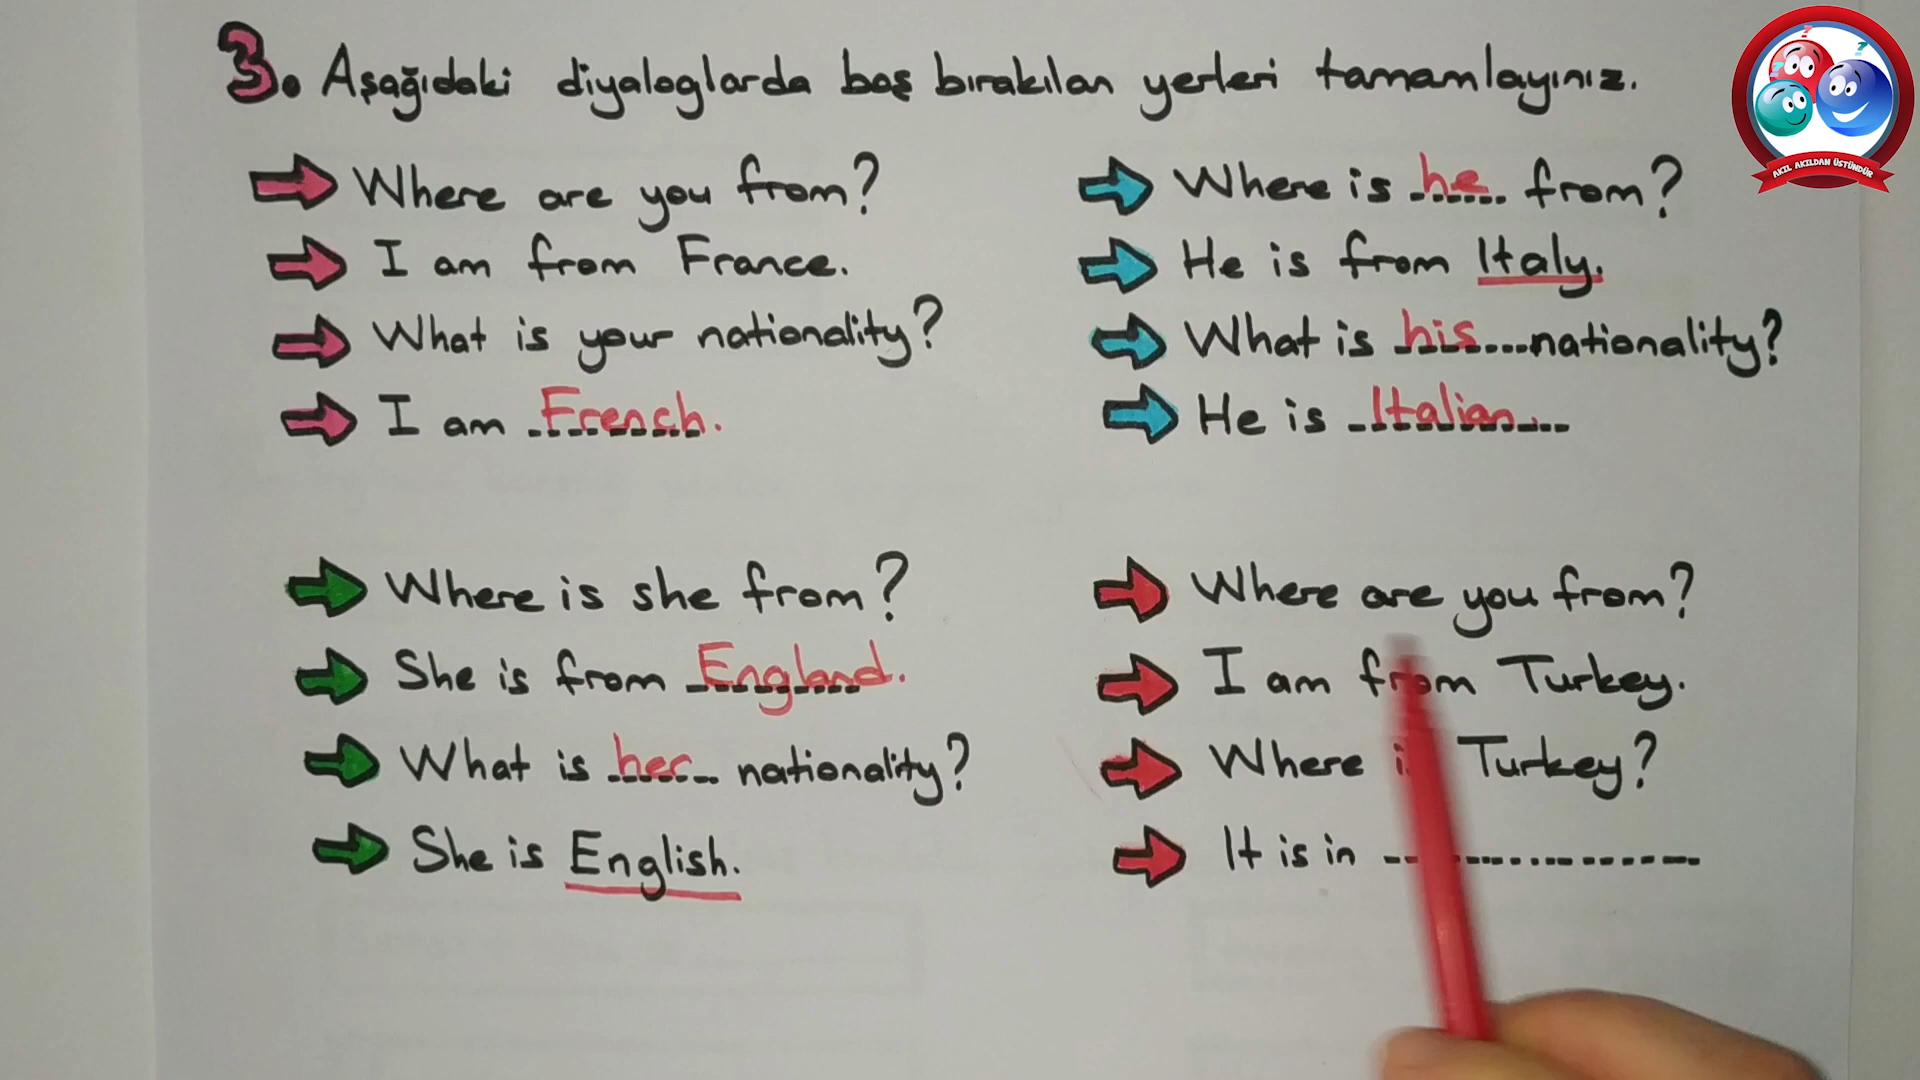 3. Aşağıdaki diyaloglarda boş bırakılan yerleri tamamlayınız.
Where are you from?
I am from France.
What is your nationality?
I am French.
Where is he from?
He is from Italy.
What is his nationality?
He is Italian.
Where is she from?
She is from England.
What is her nationality?
She is English.
Where are you from?
I am from Turkey.
Where Turkey?
It is in
AKIL AKILDAN ÜSTÜNDÜR